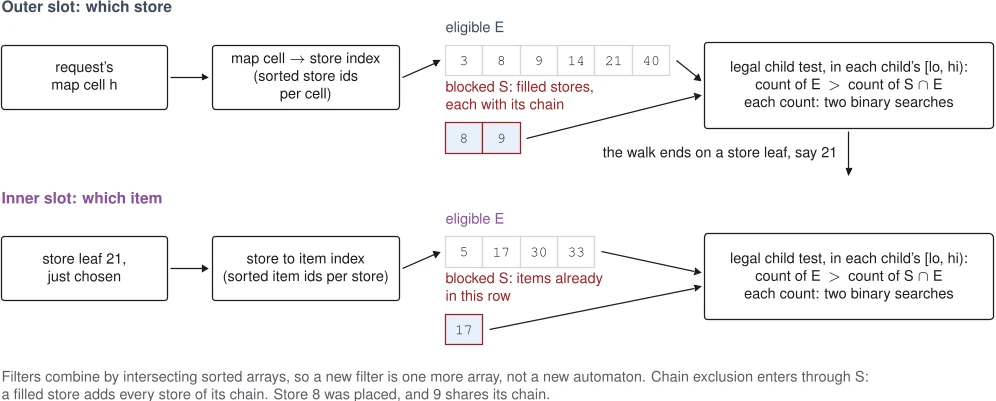 Outer slot: which store
eligible E
request's
map cell h
map cell → store index
(sorted store ids
per cell)
3 8 9 14 21 40
blocked S: filled stores,
each with its chain
8 9
legal child test, in each child's [lo, hi):
count of E > count of S ∩ E
each count: two binary searches
the walk ends on a store leaf, say 21
Inner slot: which item
eligible E
store leaf 21,
just chosen
store to item index
(sorted item ids per store)
5 17 30 33
blocked S: items already
in this row
17
legal child test, in each child's [lo, hi):
count of E > count of S ∩ E
each count: two binary searches
Filters combine by intersecting sorted arrays, so a new filter is one more array, not a new automaton. Chain exclusion enters through S:
a filled store adds every store of its chain. Store 8 was placed, and 9 shares its chain.